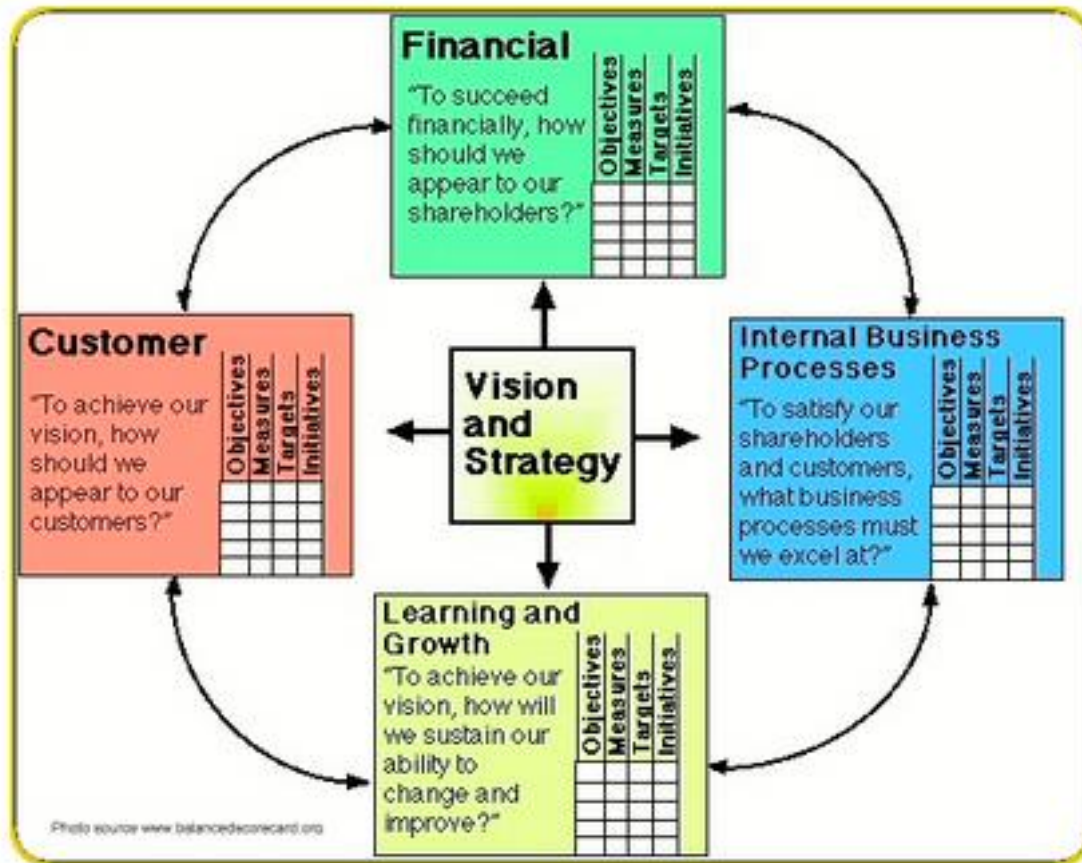 Financial
"To succeed
financially, how
should we
appear to our
shareholders?"
Objectives
Measures
Targets
Initiatives
Customer
"To achieve our
vision, how
should we
appear to our
customers?"
Objectives
Measures
Targets
Initiatives
Vision
and
Strategy
Internal Business
Processes
"To satisfy our
shareholders
and customers,
what business
processes must
we excel at?"
Objectives
Measures
Targets
Initiatives
Learning and
Growth
"To achieve our
vision, how will
we sustain our
ability to
change and
improve?"
Objectives
Measures
Targets
Initiatives
Photo source www.balancedscorecard.org